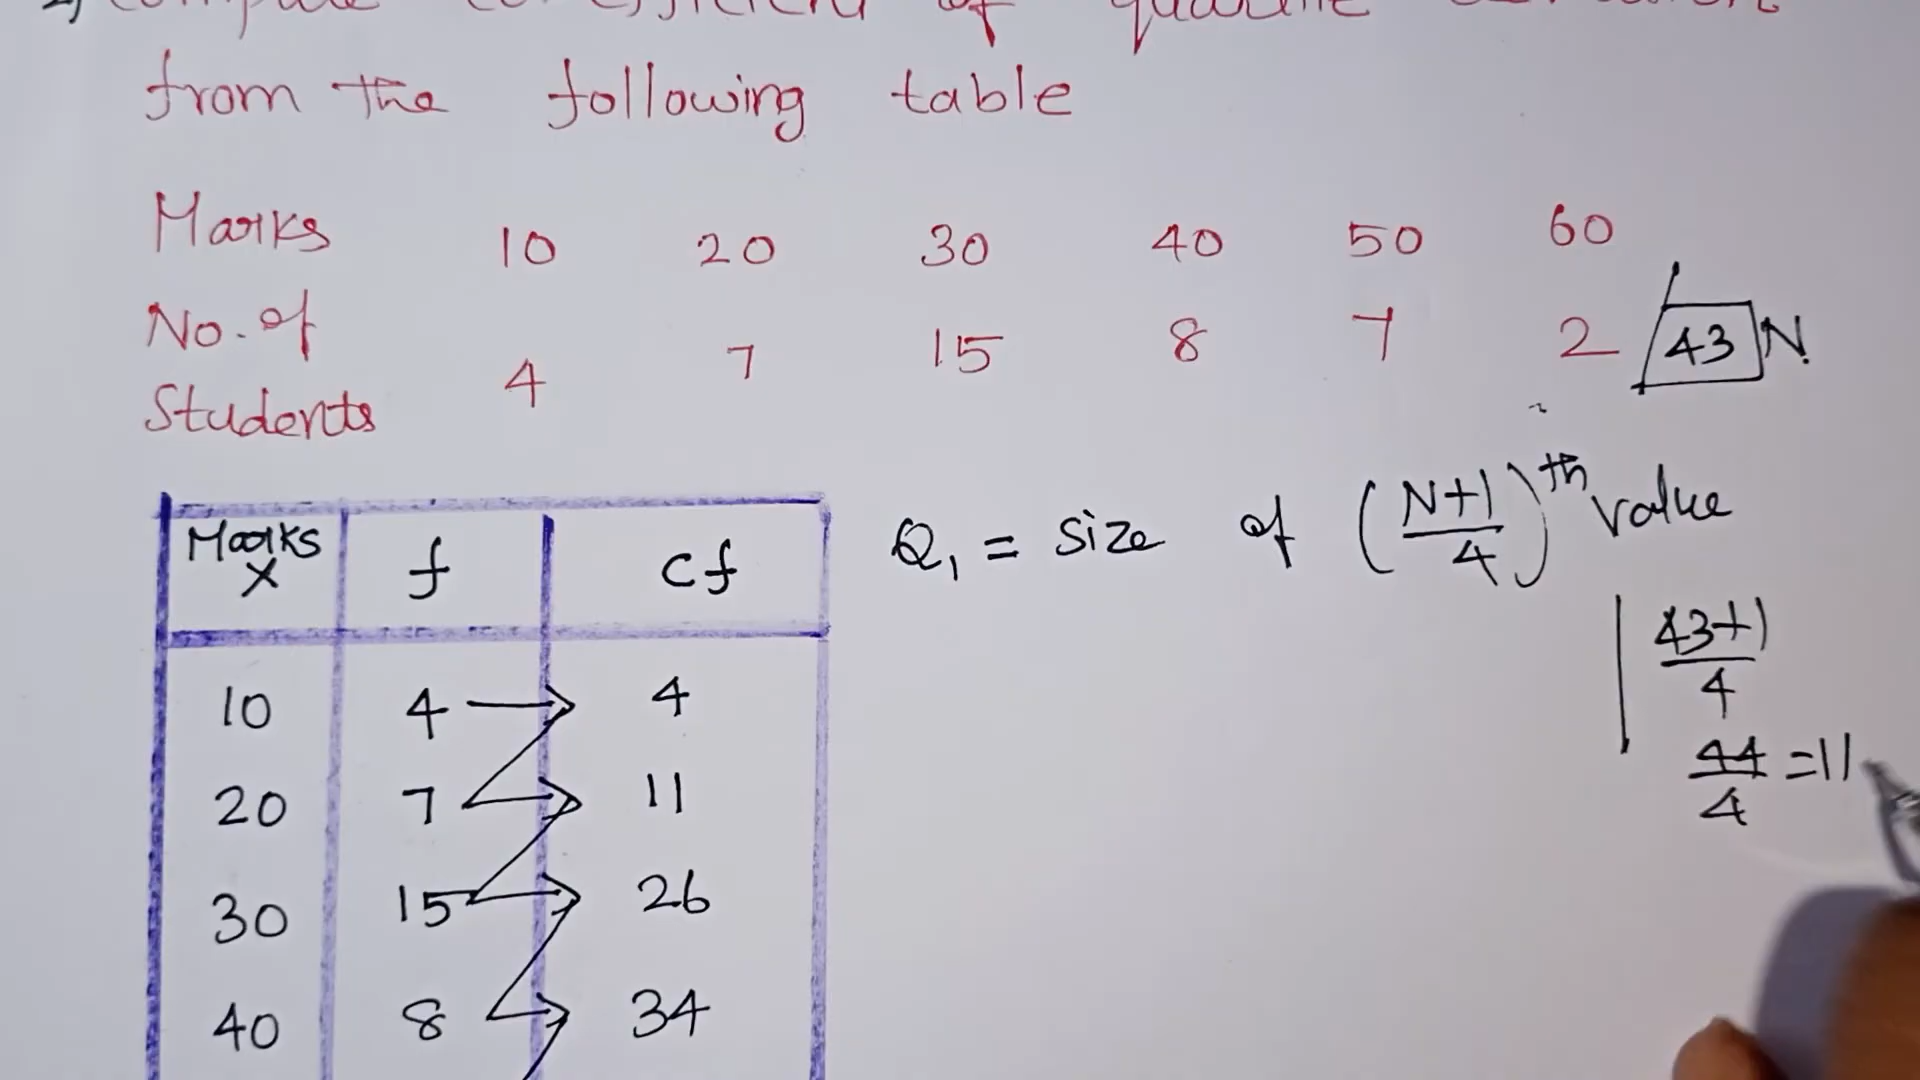 from the following table
Marks 10 20 30 40 50 60
No. of
Students 4 7 15 8 7 2 43 N
Marks X f cf
10 4 4
20 7 11
30 15 26
40 8 34
Q₁ = size of (N+1/4)th value
43+1/4
44/4 = 11